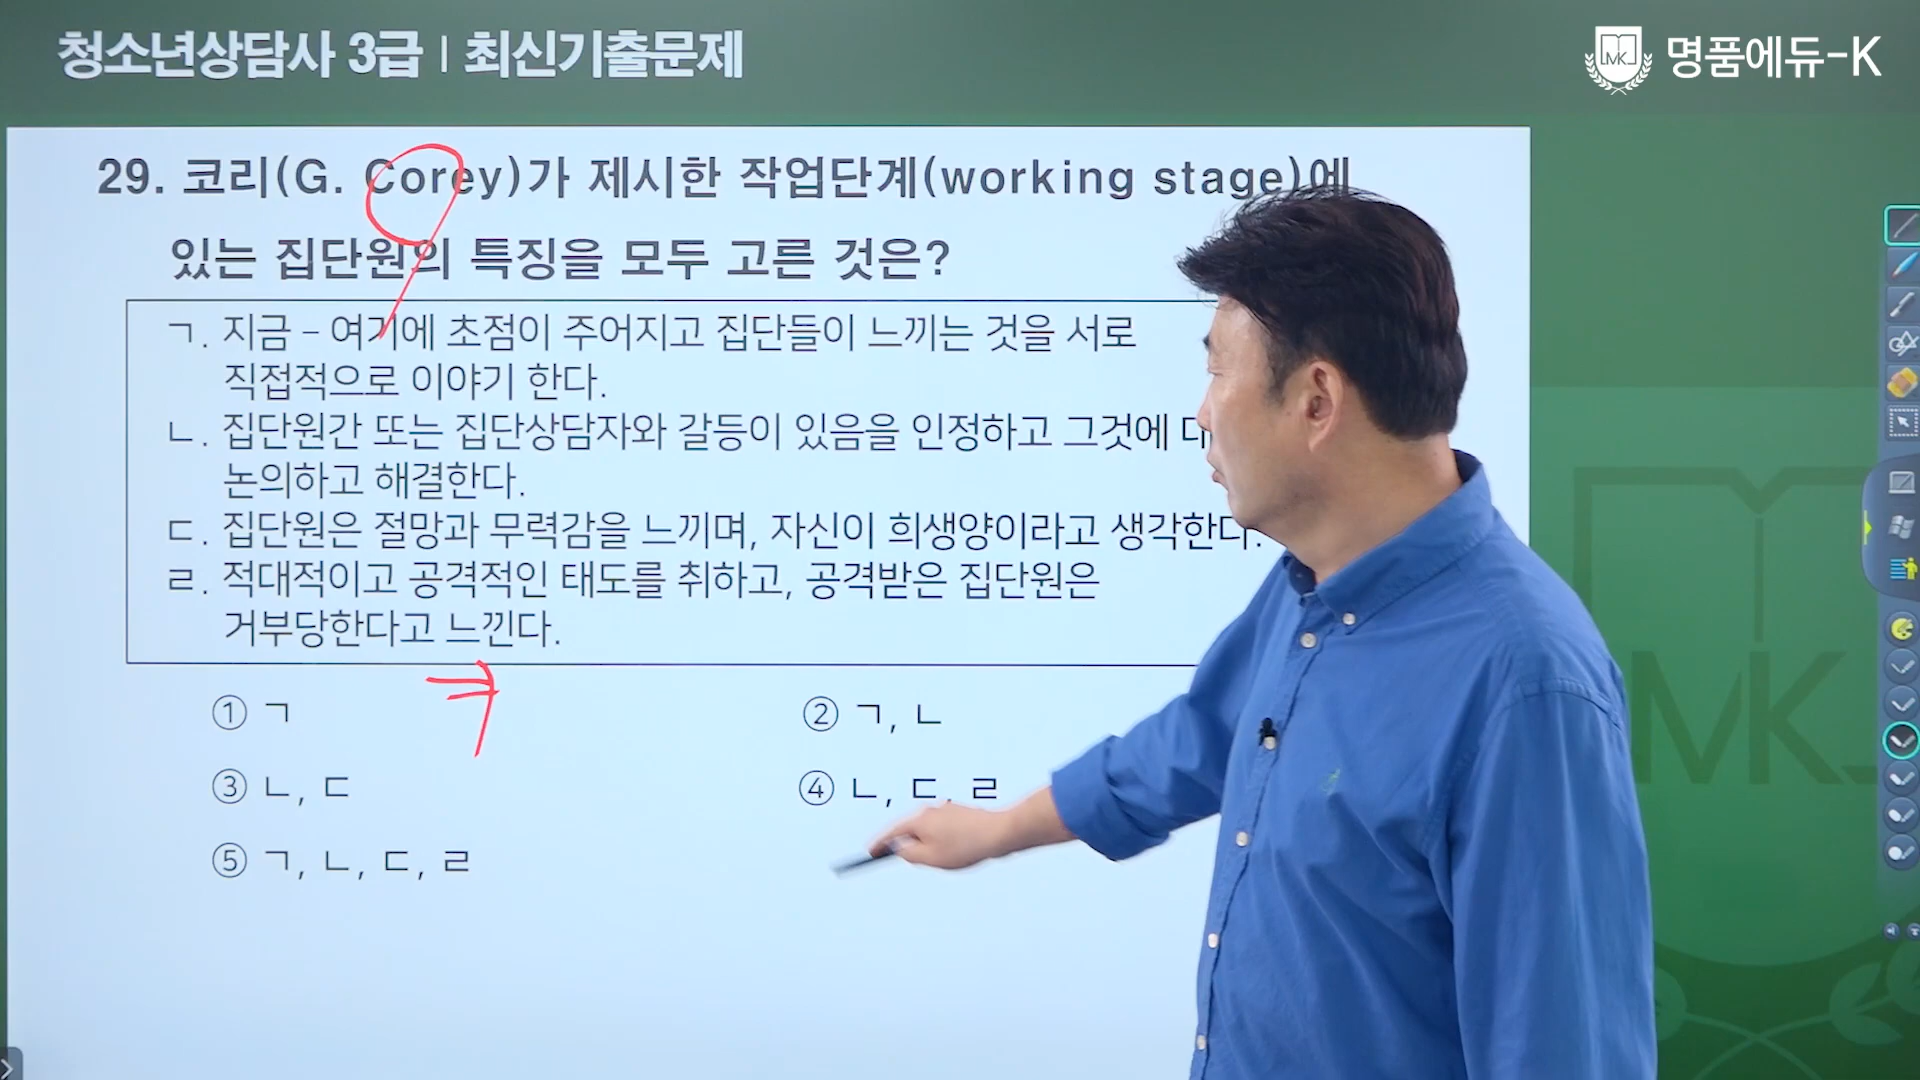 청소년상담사 3급 | 최신기출문제
명품에듀-K
29. 코리(G. Corey)가 제시한 작업단계(working stage)에
있는 집단원의 특징을 모두 고른 것은?
ㄱ. 지금 – 여기에 초점이 주어지고 집단들이 느끼는 것을 서로
직접적으로 이야기 한다.
ㄴ. 집단원간 또는 집단상담자와 갈등이 있음을 인정하고 그것에
논의하고 해결한다.
ㄷ. 집단원은 절망과 무력감을 느끼며, 자신이 희생양이라고 생각한다.
ㄹ. 적대적이고 공격적인 태도를 취하고, 공격받은 집단원은
거부당한다고 느낀다.
① ㄱ
② ㄱ, ㄴ
③ ㄴ, ㄷ
④ ㄴ, ㄷ, ㄹ
⑤ ㄱ, ㄴ, ㄷ, ㄹ
MK